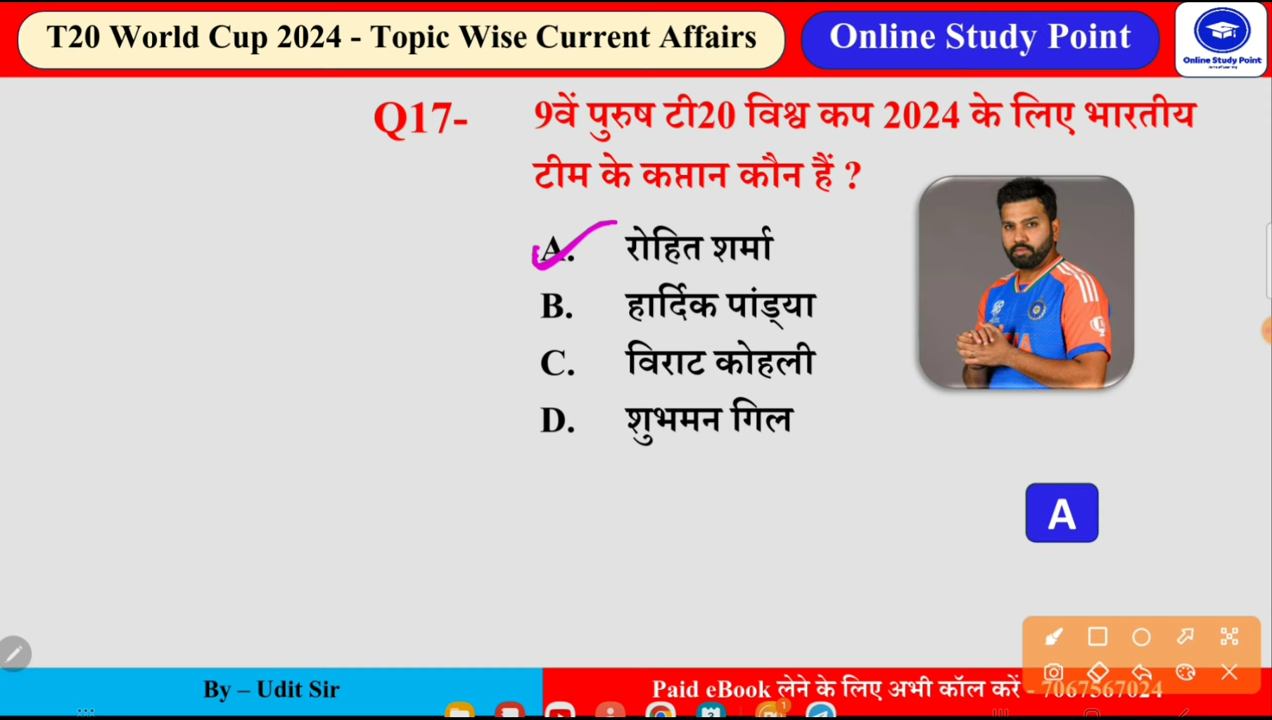 T20 World Cup 2024 - Topic Wise Current Affairs
Online Study Point
Online Study Point
Q17- 9वें पुरुष टी20 विश्व कप 2024 के लिए भारतीय
टीम के कप्तान कौन हैं ?
A. रोहित शर्मा
B. हार्दिक पांड्या
C. विराट कोहली
D. शुभमन गिल
A
By – Udit Sir
Paid eBook लेने के लिए अभी कॉल करें - 7067567024